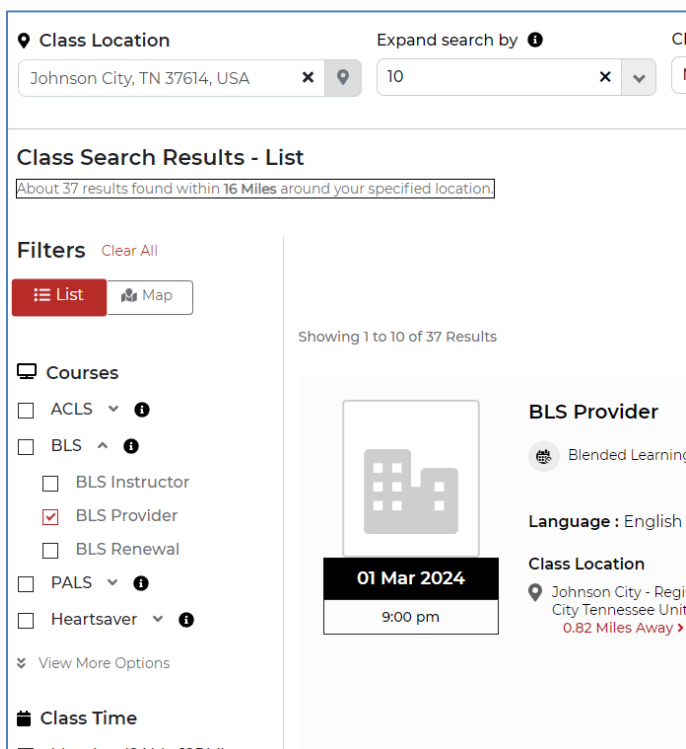 Class Location
Expand search by
Johnson City, TN 37614, USA
10
Class Search Results - List
About 37 results found within 16 Miles around your specified location.
Filters Clear All
List Map
Showing 1 to 10 of 37 Results
Courses
ACLS
BLS
BLS Instructor
BLS Provider
BLS Renewal
PALS
Heartsaver
View More Options
Class Time
BLS Provider
Blended Learning
Language : English
Class Location
Johnson City - Regi
City Tennessee Unit
0.82 Miles Away
01 Mar 2024
9:00 pm